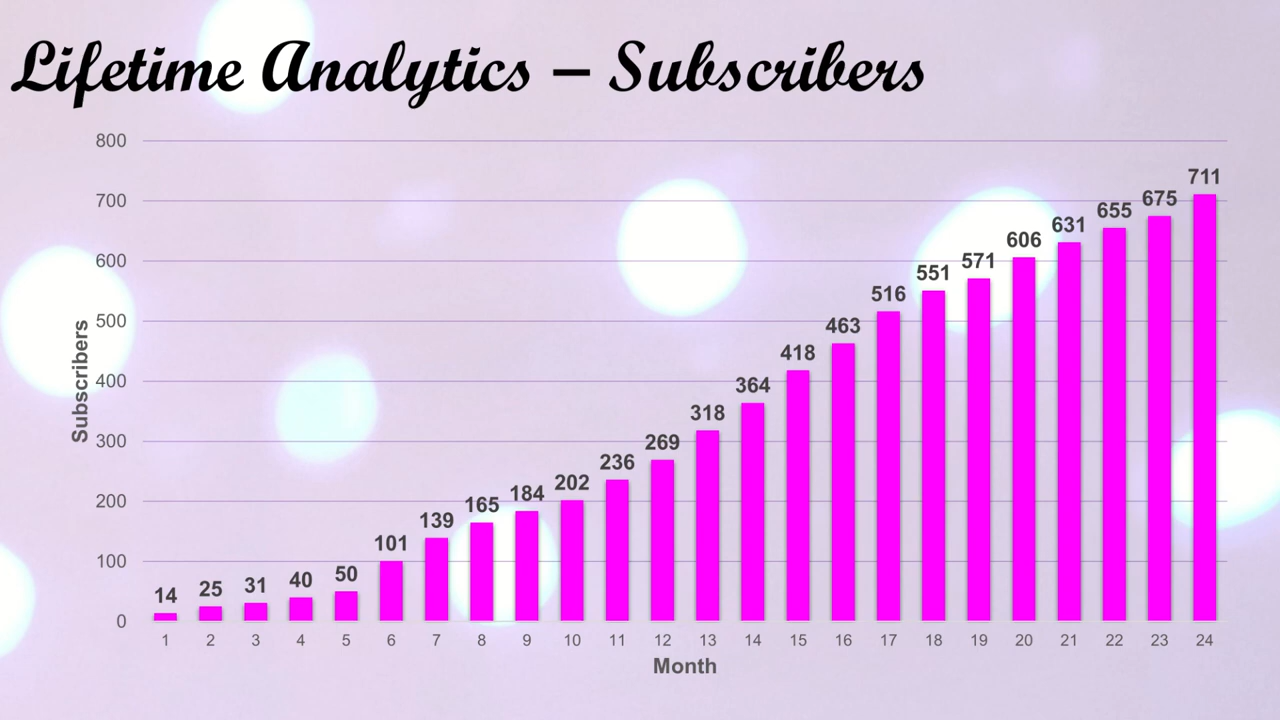 Lifetime Analytics – Subscribers
800
700
600
500
400
300
200
100
0
Subscribers
14 25 31 40 50 101 139 165 184 202 236 269 318 364 418 463 516 551 571 606 631 655 675 711
1 2 3 4 5 6 7 8 9 10 11 12 13 14 15 16 17 18 19 20 21 22 23 24
Month